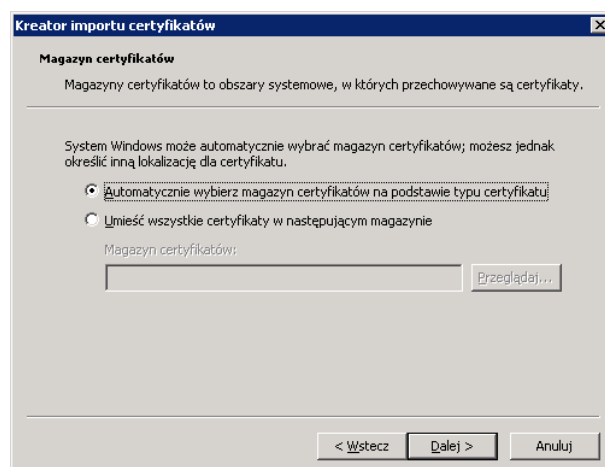 Kreator importu certyfikatów
Magazyn certyfikatów
Magazyny certyfikatów to obszary systemowe, w których przechowywane są certyfikaty.
System Windows może automatycznie wybrać magazyn certyfikatów; możesz jednak
określić inną lokalizację dla certyfikatu.
Automatycznie wybierz magazyn certyfikatów na podstawie typu certyfikatu
Umieść wszystkie certyfikaty w następującym magazynie
Magazyn certyfikatów:
Przeglądaj...
< Wstecz Dalej > Anuluj